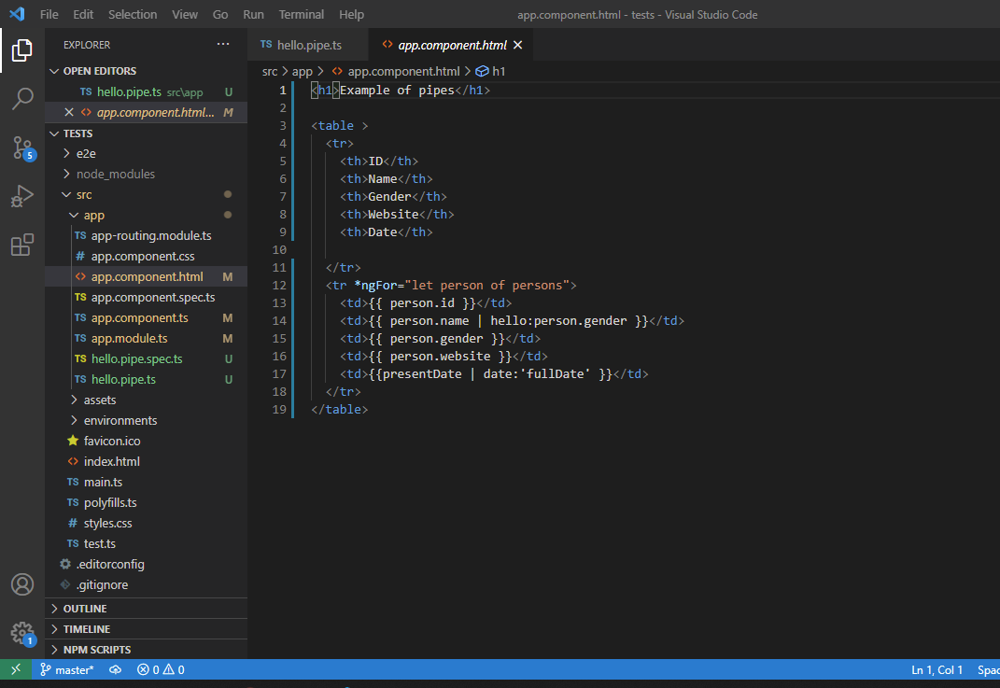 File Edit Selection View Go Run Terminal Help app.component.html - tests - Visual Studio Code
EXPLORER ···
OPEN EDITORS
TS hello.pipe.ts src\app U
<> app.component.html... M
TESTS
e2e
node_modules
src
app
TS app-routing.module.ts
# app.component.css
<> app.component.html M
TS app.component.spec.ts
TS app.component.ts M
TS app.module.ts M
TS hello.pipe.spec.ts U
TS hello.pipe.ts U
assets
environments
favicon.ico
<> index.html
TS main.ts
TS polyfills.ts
# styles.css
TS test.ts
.editorconfig
.gitignore
OUTLINE
TIMELINE
NPM SCRIPTS
5
1
TS hello.pipe.ts <> app.component.html
src > app > <> app.component.html > h1
1 <h1>Example of pipes</h1>
2
3 <table >
4 <tr>
5 <th>ID</th>
6 <th>Name</th>
7 <th>Gender</th>
8 <th>Website</th>
9 <th>Date</th>
10
11 </tr>
12 <tr *ngFor="let person of persons">
13 <td>{{ person.id }}</td>
14 <td>{{ person.name | hello:person.gender }}</td>
15 <td>{{ person.gender }}</td>
16 <td>{{ person.website }}</td>
17 <td>{{presentDate | date:'fullDate' }}</td>
18 </tr>
19 </table>
master* 0 0 Ln 1, Col 1 Spac